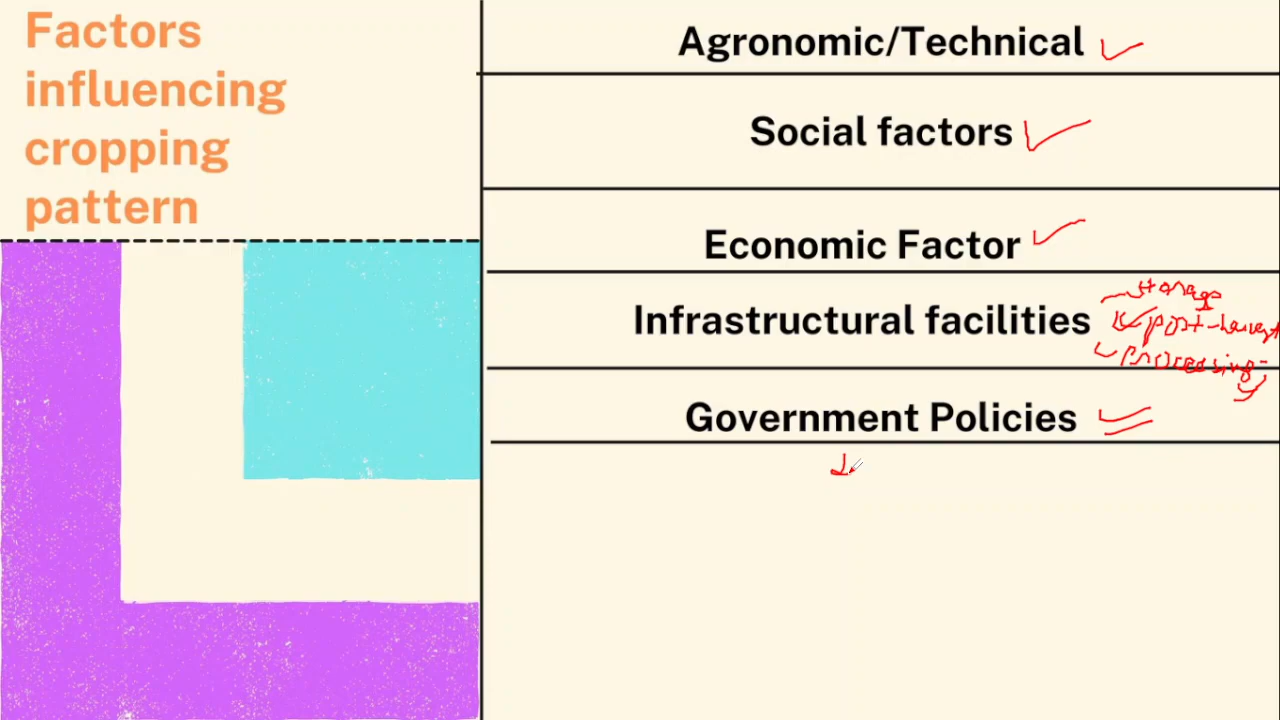 Factors
influencing
cropping
pattern
Agronomic/Technical
Social factors
Economic Factor
storage
Infrastructural facilities
post-harvest
processing
Government Policies